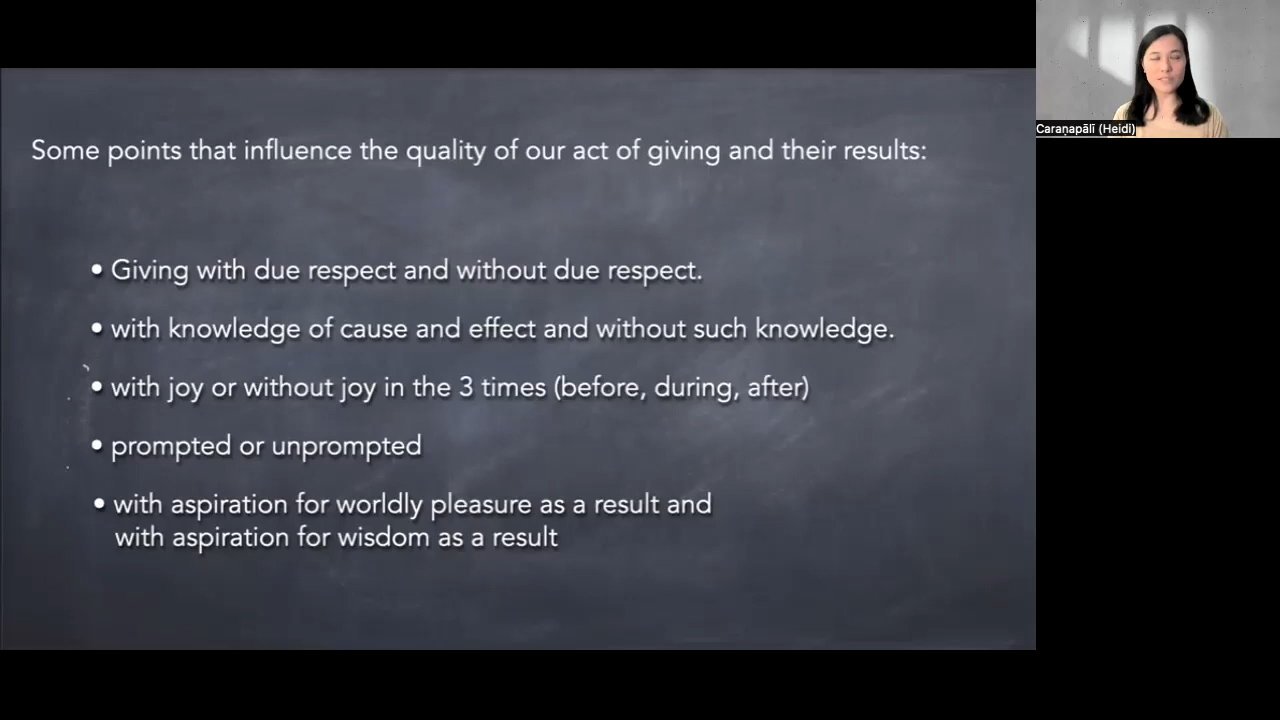 Some points that influence the quality of our act of giving and their results:
• Giving with due respect and without due respect.
• with knowledge of cause and effect and without such knowledge.
• with joy or without joy in the 3 times (before, during, after)
• prompted or unprompted
• with aspiration for worldly pleasure as a result and
with aspiration for wisdom as a result
Caraṇapālī (Heidi)